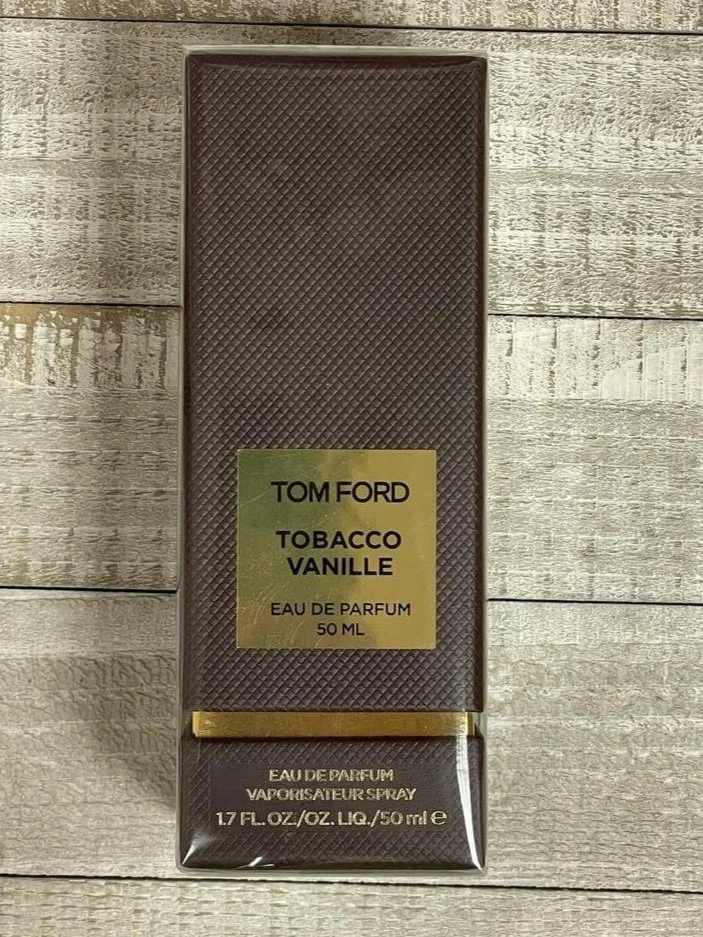 TOM FORD
TOBACCO
VANILLE
EAU DE PARFUM
50 ML
EAU DE PARFUM
VAPORISATEUR SPRAY
1.7 FL. OZ./OZ. LIQ./50 ml ℮